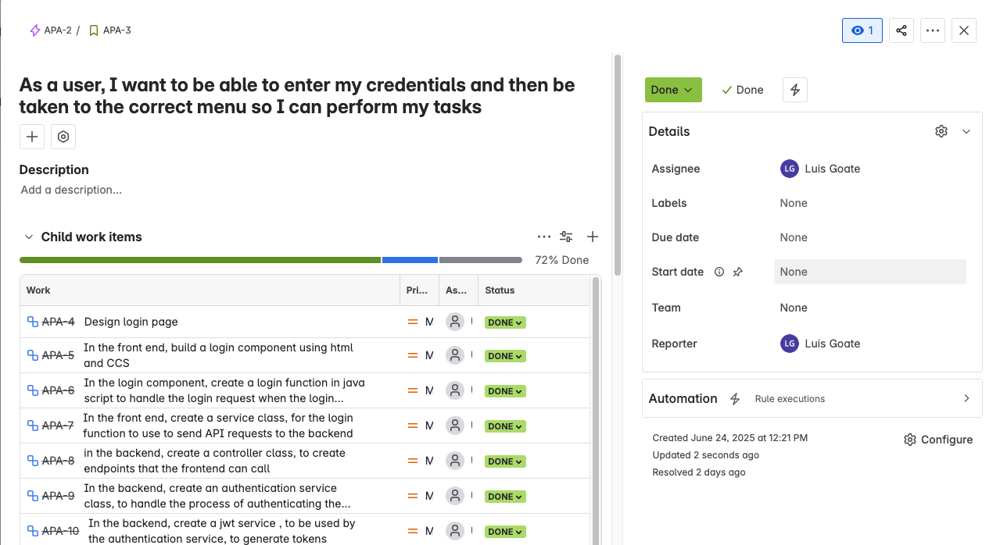 APA-2 / APA-3
1
As a user, I want to be able to enter my credentials and then be
taken to the correct menu so I can perform my tasks
Description
Add a description...
Child work items
72% Done
Work Pri... As... Status
APA-4 Design login page M DONE
APA-5 In the front end, build a login component using html
and CCS M DONE
APA-6 In the login component, create a login function in java
script to handle the login request when the login... M DONE
APA-7 In the front end, create a service class, for the login
function to use to send API requests to the backend M DONE
APA-8 in the backend, create a controller class, to create
endpoints that the frontend can call M DONE
APA-9 In the backend, create an authentication service
class, to handle the process of authenticating the... M DONE
APA-10 In the backend, create a jwt service , to be used by
the authentication service, to generate tokens M DONE
Done Done
Details
Assignee LG Luis Goate
Labels None
Due date None
Start date None
Team None
Reporter LG Luis Goate
Automation Rule executions
Created June 24, 2025 at 12:21 PM
Configure
Updated 2 seconds ago
Resolved 2 days ago